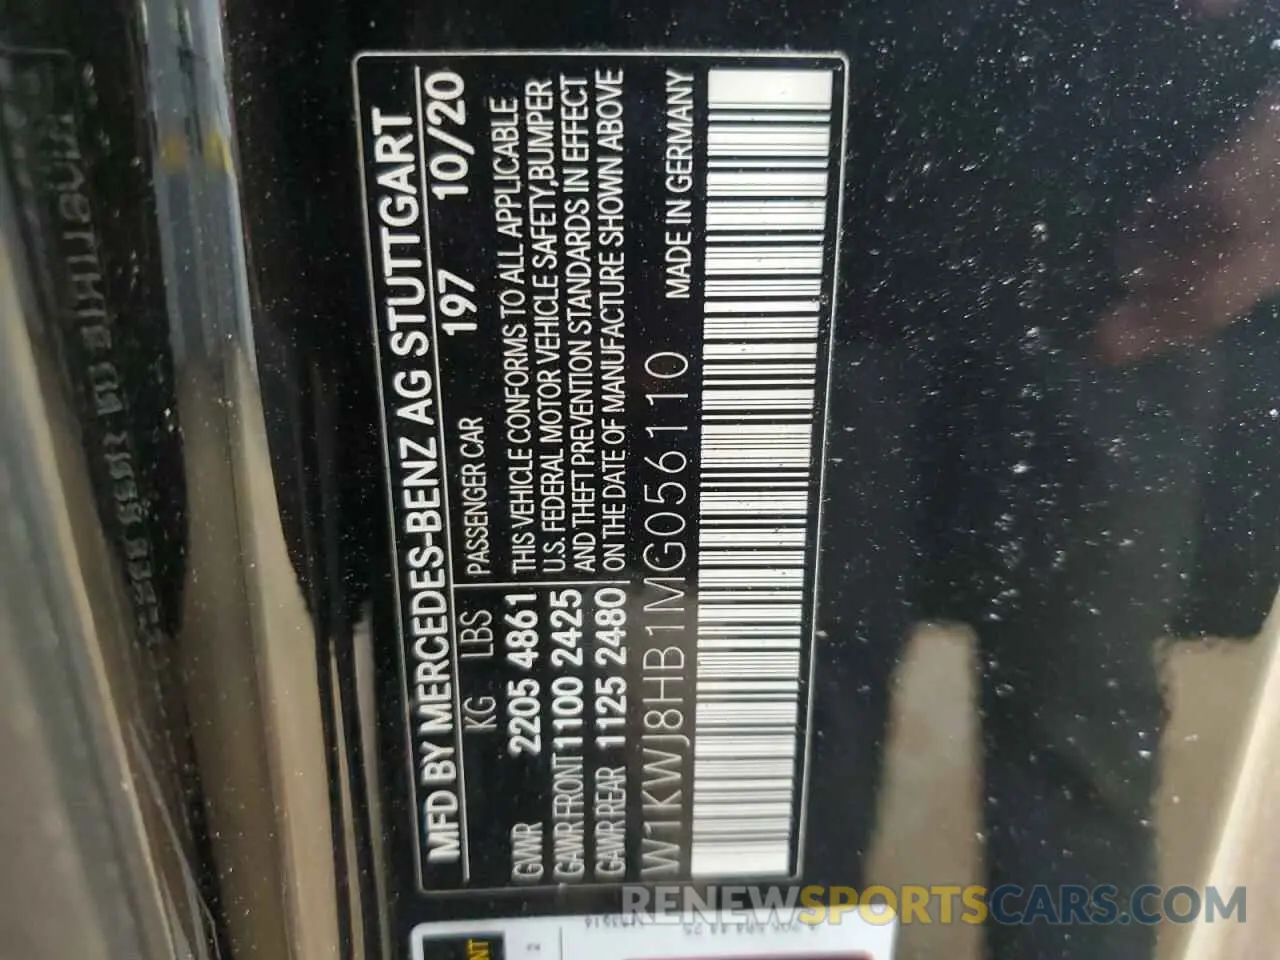 MFD BY MERCEDES-BENZ AG STUTTGART
KG LBS PASSENGER CAR 197 10/20
GVWR 2205 4861
GAWR FRONT 1100 2425
GAWR REAR 1125 2480
THIS VEHICLE CONFORMS TO ALL APPLICABLE
U.S. FEDERAL MOTOR VEHICLE SAFETY,BUMPER
AND THEFT PREVENTION STANDARDS IN EFFECT
ON THE DATE OF MANUFACTURE SHOWN ABOVE
W1KWJ8HB1MG056110 MADE IN GERMANY
2
RENEWSPORTSCARS.COM